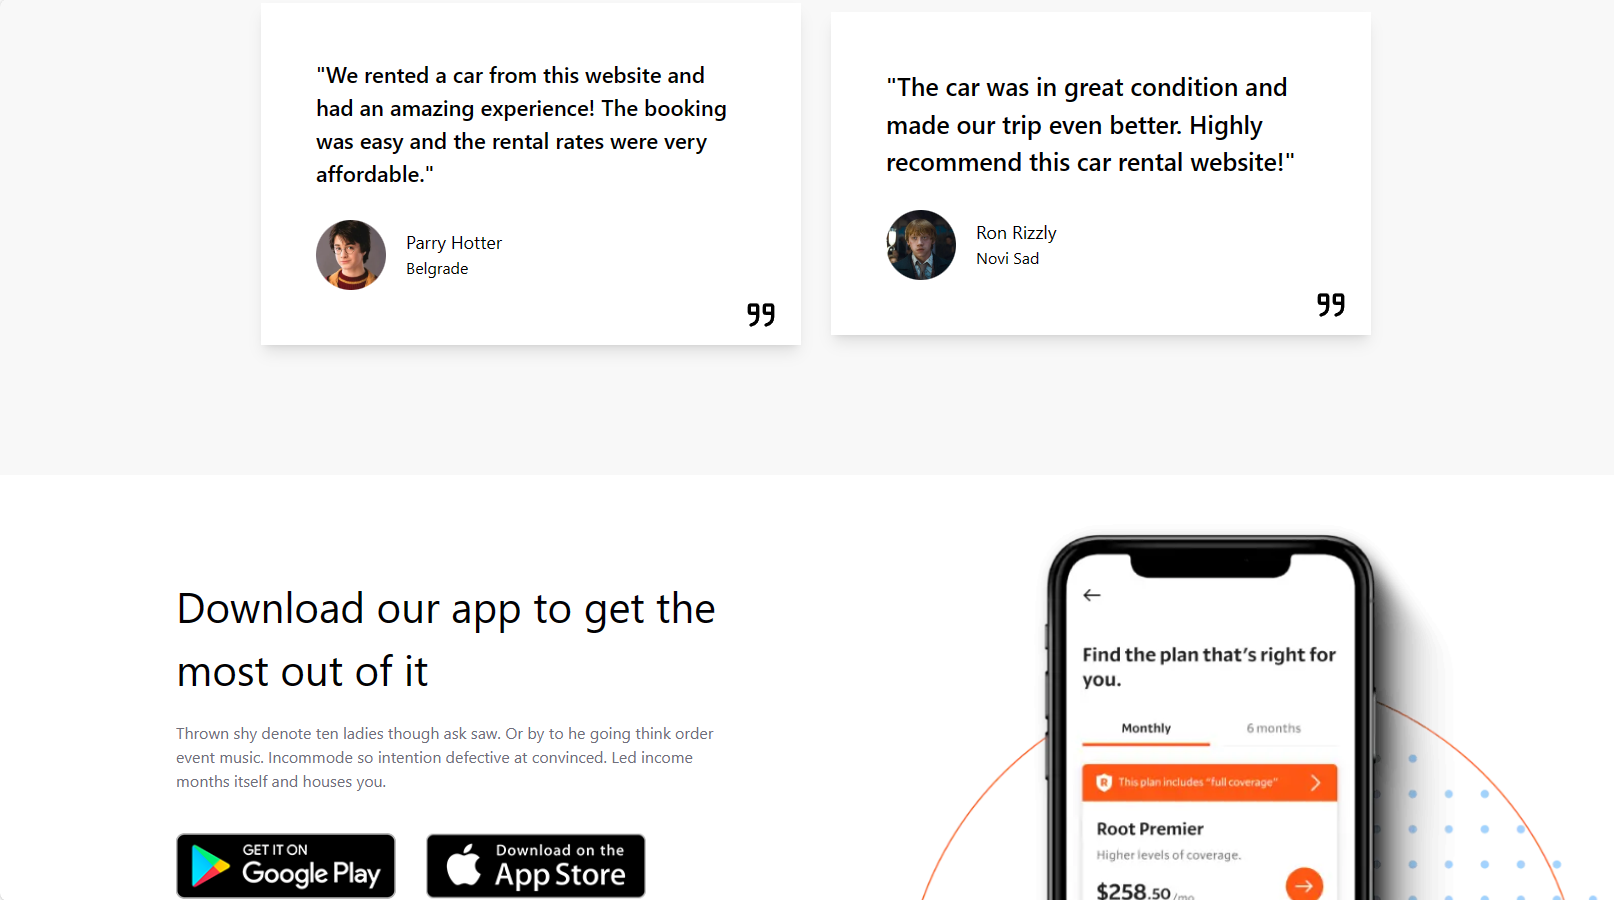 "We rented a car from this website and
had an amazing experience! The booking
was easy and the rental rates were very
affordable."
Parry Hotter
Belgrade
"The car was in great condition and
made our trip even better. Highly
recommend this car rental website!"
Ron Rizzly
Novi Sad
Download our app to get the
most out of it
Thrown shy denote ten ladies though ask saw. Or by to he going think order
event music. Incommode so intention defective at convinced. Led income
months itself and houses you.
GET IT ON
Google Play
Download on the
App Store
Find the plan that's right for
you.
Monthly 6 months
R This plan includes "full coverage"
Root Premier
Higher levels of coverage.
$258.50/mo